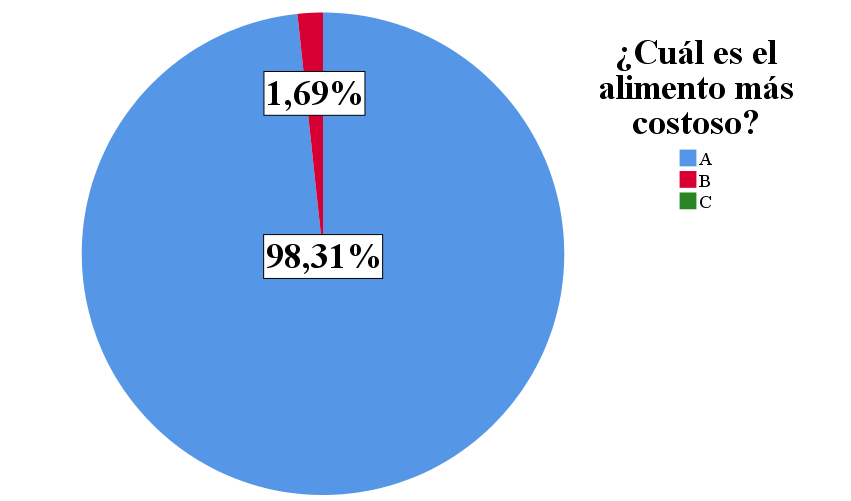 ¿Cuál es el
alimento más
costoso?
A
B
C
1,69%
98,31%